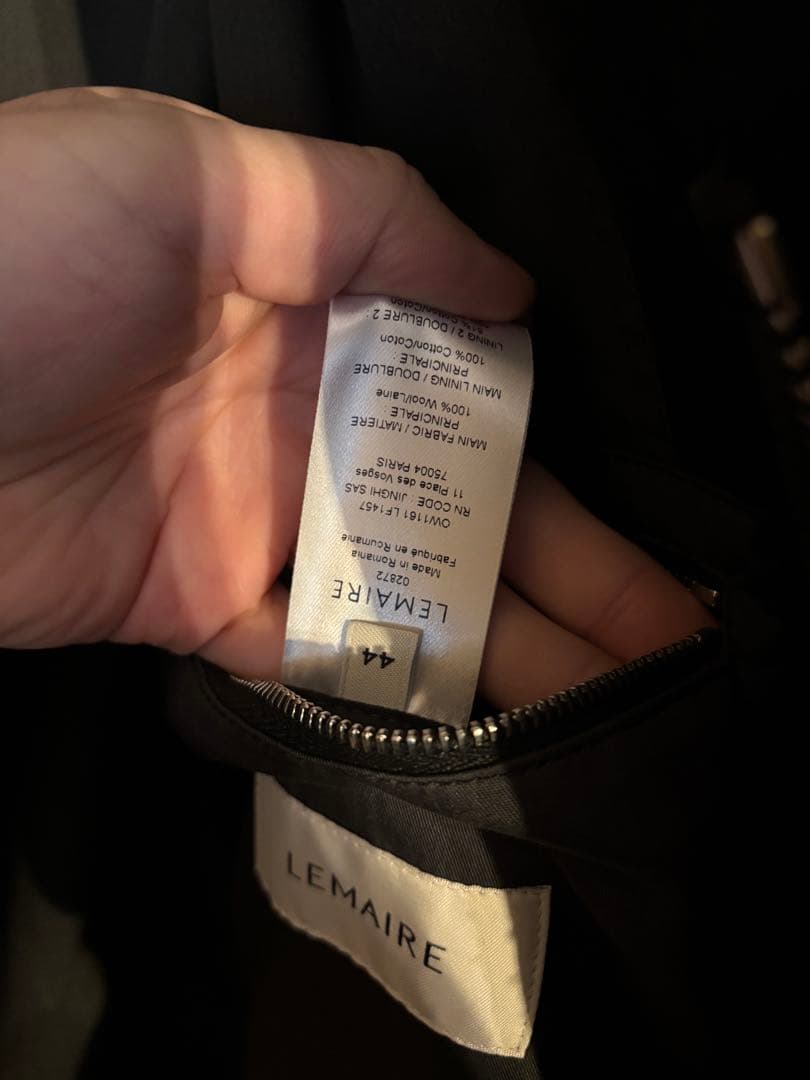 LEMAIRE
02872
Made in Romania
Fabriqué en Roumanie
OW1161 LF1457
RN CODE : JINGHI SAS
11 Place des Vosges
75004 PARIS
MAIN FABRIC / MATIERE
PRINCIPALE :
100% Wool/Laine
MAIN LINING / DOUBLURE
PRINCIPALE :
100% Cotton/Coton
LINING 2 / DOUBLURE 2 :
Cotton/Coton
44
LEMAIRE